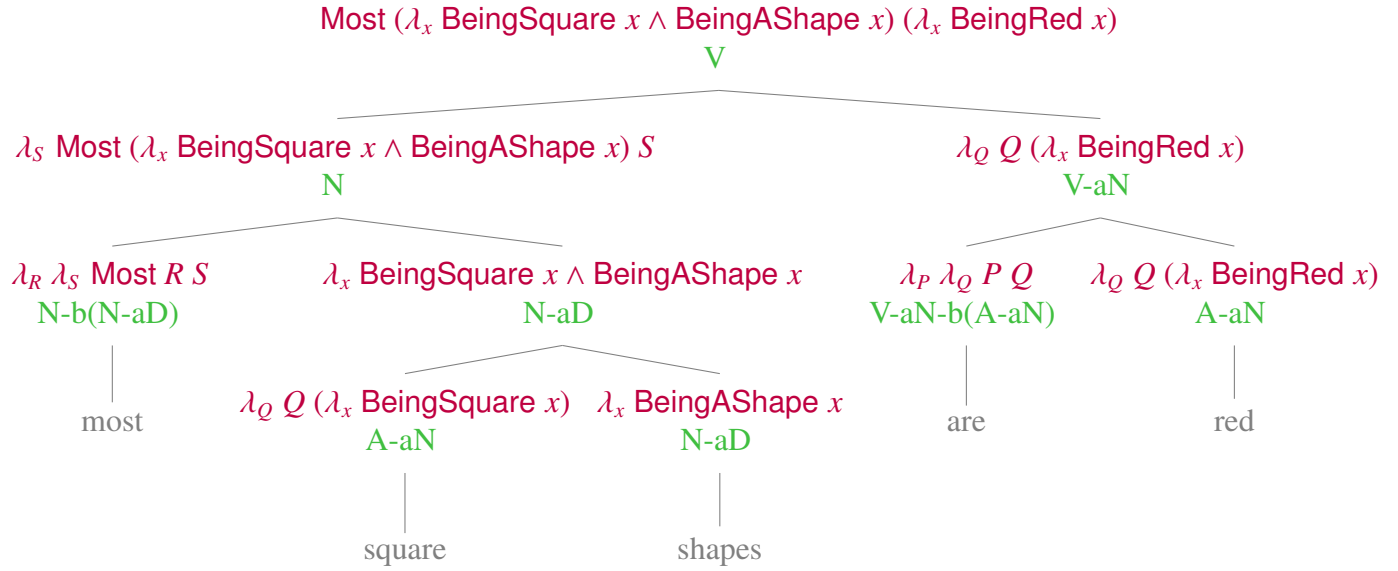 Most (λx BeingSquare x ∧ BeingAShape x) (λx BeingRed x)
V
λS Most (λx BeingSquare x ∧ BeingAShape x) S λQ Q (λx BeingRed x)
N V-aN
λR λS Most R S λx BeingSquare x ∧ BeingAShape x λP λQ P Q λQ Q (λx BeingRed x)
N-b(N-aD) N-aD V-aN-b(A-aN) A-aN
λQ Q (λx BeingSquare x) λx BeingAShape x
most A-aN N-aD are red
square shapes